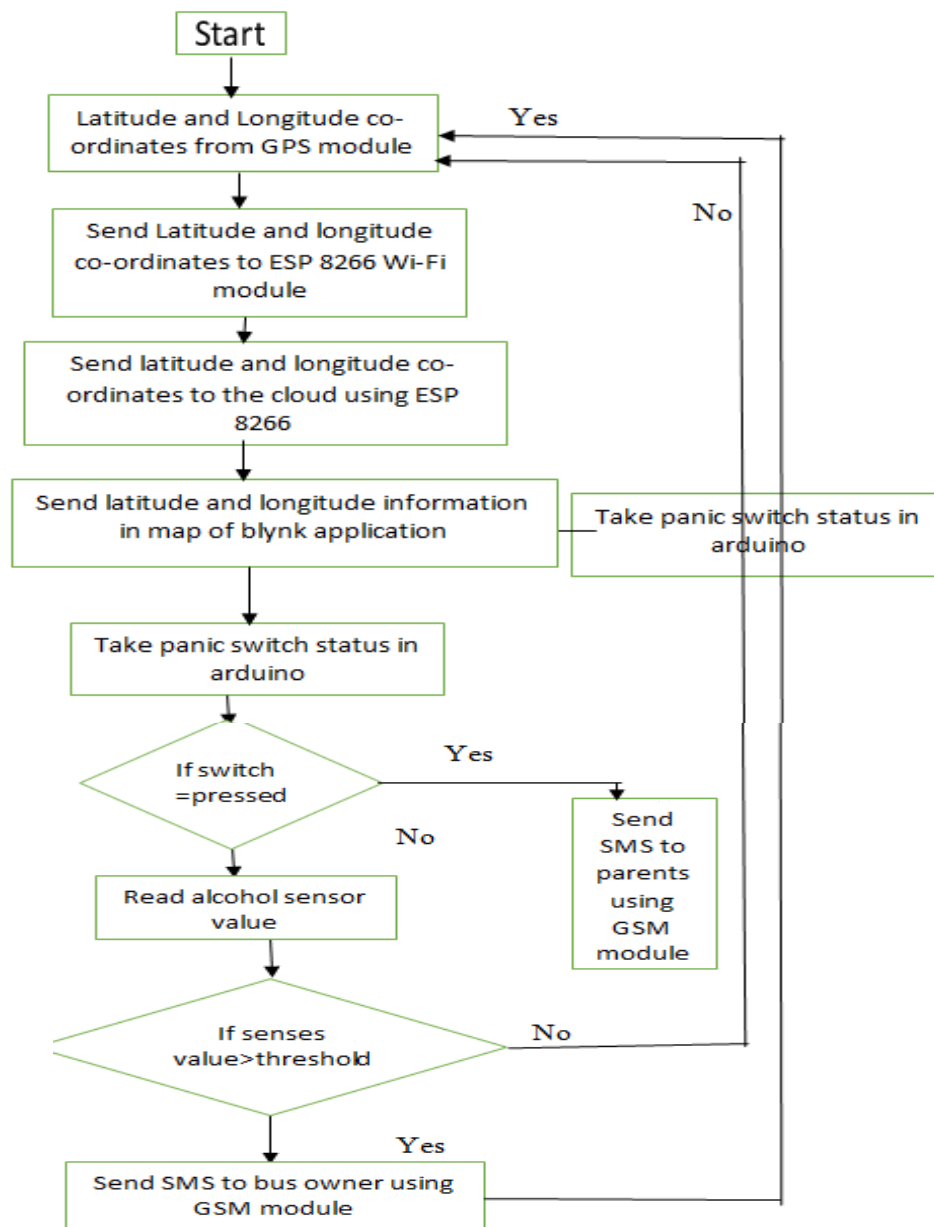 Start
Latitude and Longitude co-
ordinates from GPS module
Yes
No
Send Latitude and longitude
co-ordinates to ESP 8266 Wi-Fi
module
Send latitude and longitude co-
ordinates to the cloud using ESP
8266
Send latitude and longitude information
in map of blynk application
Take panic switch status in
arduino
Take panic switch status in
arduino
If switch
=pressed
Yes
No
Send
SMS to
parents
using
GSM
module
Read alcohol sensor
value
If senses
value>threshold
No
Yes
Send SMS to bus owner using
GSM module